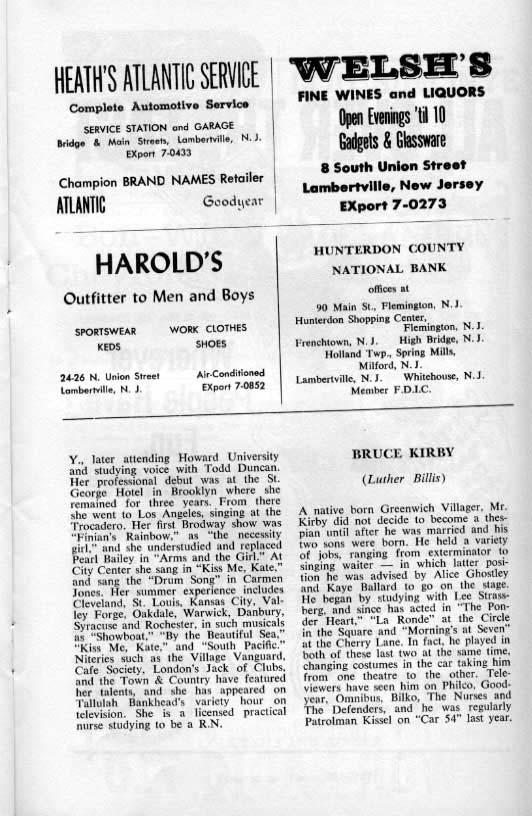 HEATH'S ATLANTIC SERVICE
Complete Automotive Service
SERVICE STATION and GARAGE
Bridge & Main Streets, Lambertville, N. J.
EXport 7-0433
Champion BRAND NAMES Retailer
ATLANTIC Goodyear
WELSH'S
FINE WINES and LIQUORS
Open Evenings 'til 10
Gadgets & Glassware
8 South Union Street
Lambertville, New Jersey
EXport 7-0273
HAROLD'S
Outfitter to Men and Boys
SPORTSWEAR WORK CLOTHES
KEDS SHOES
24-26 N. Union Street Air-Conditioned
Lambertville, N. J. EXport 7-0852
HUNTERDON COUNTY
NATIONAL BANK
offices at
90 Main St., Flemington, N. J.
Hunterdon Shopping Center,
Flemington, N. J.
Frenchtown, N. J. High Bridge, N. J.
Holland Twp., Spring Mills,
Milford, N. J.
Lambertville, N. J. Whitehouse, N. J.
Member F.D.I.C.
Y., later attending Howard University
and studying voice with Todd Duncan.
Her professional debut was at the St.
George Hotel in Brooklyn where she
remained for three years. From there
she went to Los Angeles, singing at the
Trocadero. Her first Brodway show was
"Finian's Rainbow," as "the necessity
girl," and she understudied and replaced
Pearl Bailey in "Arms and the Girl." At
City Center she sang in "Kiss Me, Kate,"
and sang the "Drum Song" in Carmen
Jones. Her summer experience includes
Cleveland, St. Louis, Kansas City, Val-
ley Forge, Oakdale, Warwick, Danbury,
Syracuse and Rochester, in such musicals
as "Showboat," "By the Beautiful Sea,"
"Kiss Me, Kate," and "South Pacific."
Niteries such as the Village Vanguard,
Cafe Society, London's Jack of Clubs,
and the Town & Country have featured
her talents, and she has appeared on
Tallulah Bankhead's variety hour on
television. She is a licensed practical
nurse studying to be a R.N.
BRUCE KIRBY
(Luther Billis)
A native born Greenwich Villager, Mr.
Kirby did not decide to become a thes-
pian until after he was married and his
two sons were born. He held a variety
of jobs, ranging from exterminator to
singing waiter — in which latter posi-
tion he was advised by Alice Ghostley
and Kaye Ballard to go on the stage.
He began by studying with Lee Strass-
berg, and since has acted in "The Pon-
der Heart," "La Ronde" at the Circle
in the Square and "Morning's at Seven"
at the Cherry Lane. In fact, he played in
both of these last two at the same time,
changing costumes in the car taking him
from one theatre to the other. Tele-
viewers have seen him on Philco, Good-
year, Omnibus, Bilko, The Nurses and
The Defenders, and he was regularly
Patrolman Kissel on "Car 54" last year.